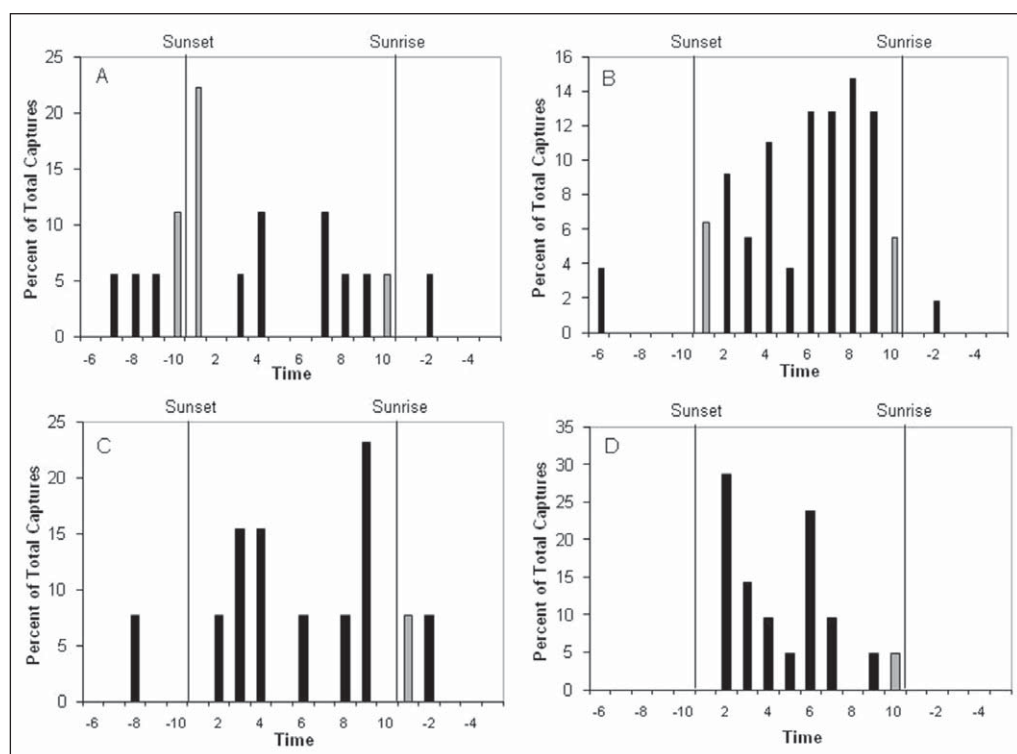 Sunset Sunrise
A
25
20
15
10
5
0
Percent of Total Captures
-6 -8 -10 2 4 6 8 10 -2 -4
Time
Sunset Sunrise
B
16
14
12
10
8
6
4
2
0
Percent of Total Captures
-6 -8 -10 2 4 6 8 10 -2 -4
Time
Sunset Sunrise
C
25
20
15
10
5
0
Percent of Total Captures
-6 -8 -10 2 4 6 8 10 -2 -4
Time
Sunset Sunrise
D
35
30
25
20
15
10
5
0
Percent of Total Captures
-6 -8 -10 2 4 6 8 10 -2 -4
Time